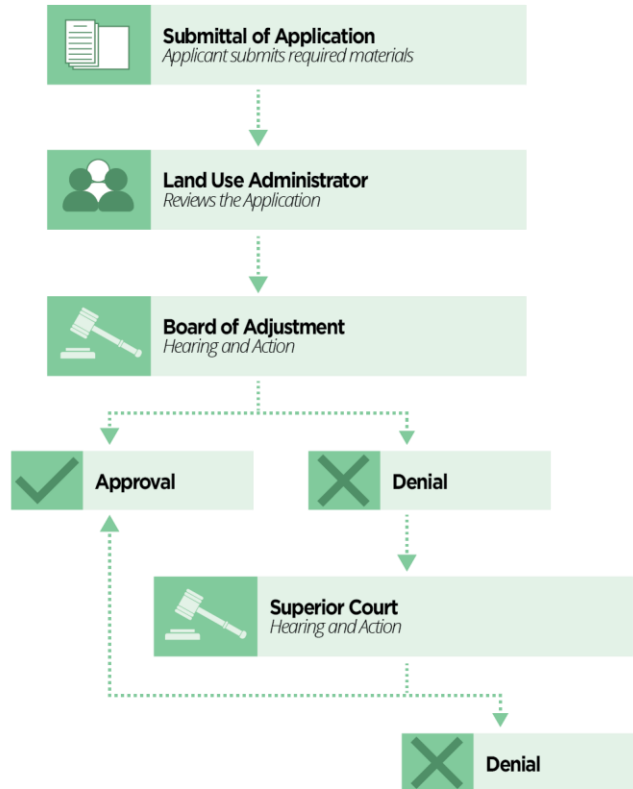 Submittal of Application
Applicant submits required materials
Land Use Administrator
Reviews the Application
Board of Adjustment
Hearing and Action
Approval
Denial
Superior Court
Hearing and Action
Denial